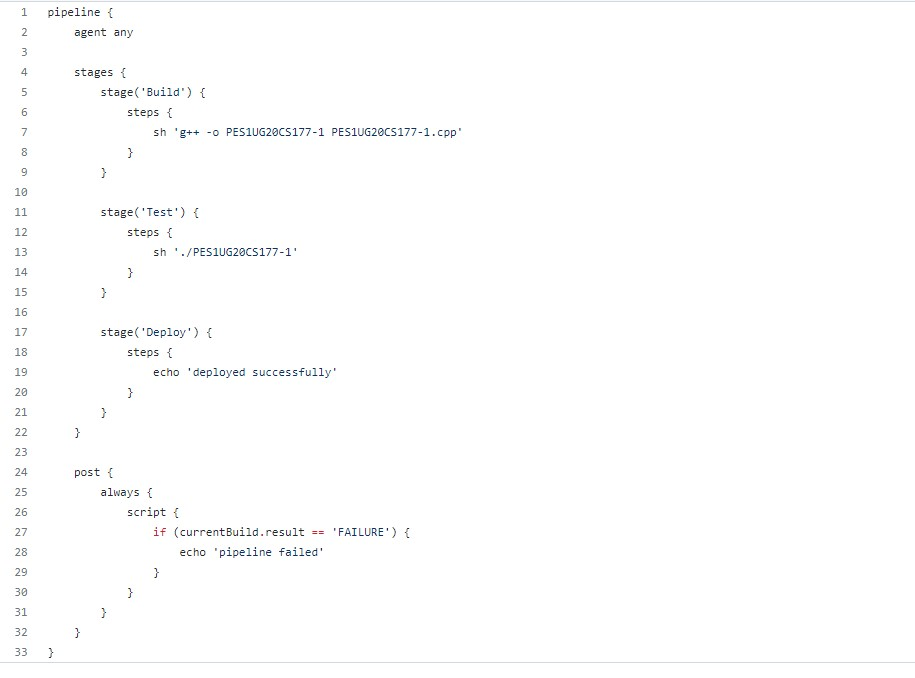 1 pipeline {
2     agent any
3
4     stages {
5         stage('Build') {
6             steps {
7                 sh 'g++ -o PES1UG20CS177-1 PES1UG20CS177-1.cpp'
8             }
9         }
10
11         stage('Test') {
12             steps {
13                 sh './PES1UG20CS177-1'
14             }
15         }
16
17         stage('Deploy') {
18             steps {
19                 echo 'deployed successfully'
20             }
21         }
22     }
23
24     post {
25         always {
26             script {
27                 if (currentBuild.result == 'FAILURE') {
28                     echo 'pipeline failed'
29                 }
30             }
31         }
32     }
33 }